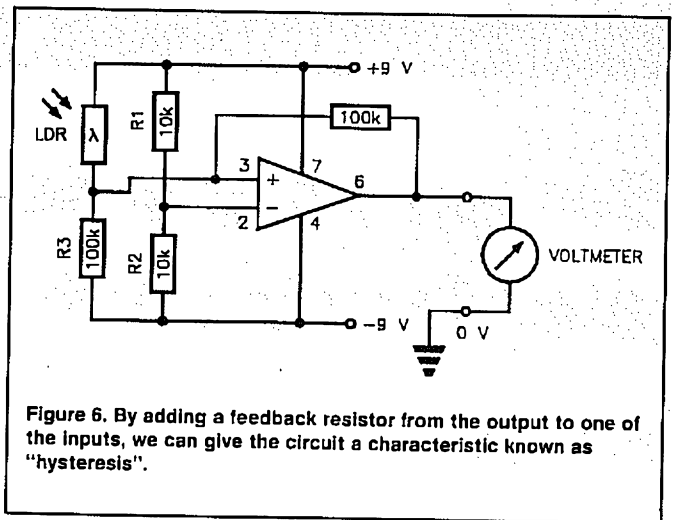 +9 V
LDR
λ
R1
10k
100k
3
7
6
+
−
2
4
R3
100k
R2
10k
VOLTMETER
−9 V
0 V
Figure 6. By adding a feedback resistor from the output to one of
the inputs, we can give the circuit a characteristic known as
"hysteresis".